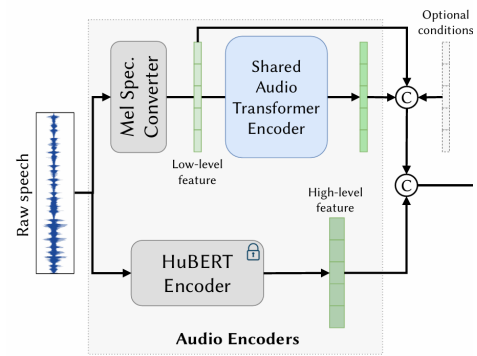 Optional
conditions
Mel Spec.
Converter
Shared
Audio
Transformer
Encoder
C
Low-level
feature
Raw speech
High-level
feature
C
HuBERT
Encoder
Audio Encoders